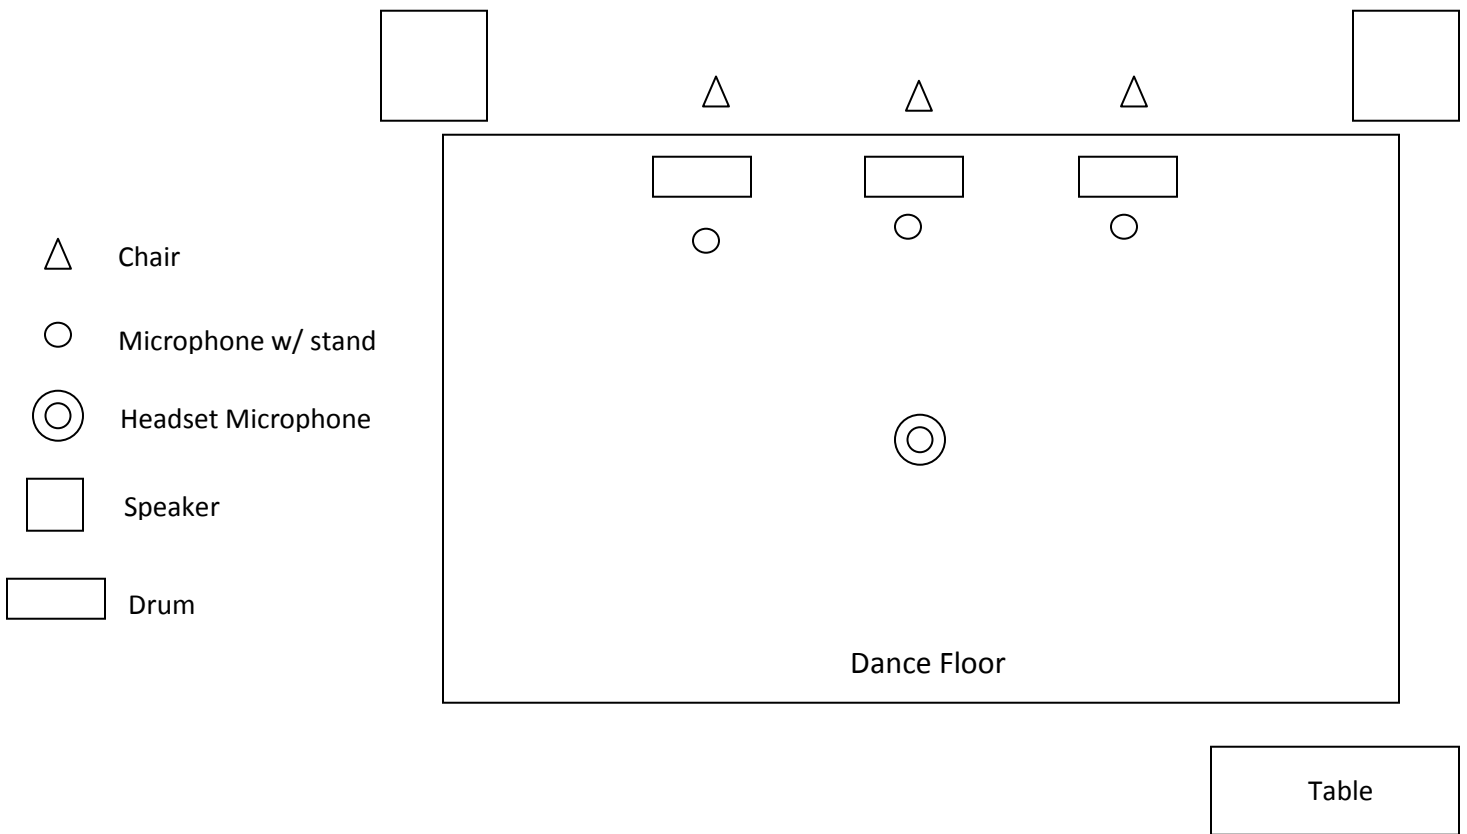 Chair
Microphone w/ stand
Headset Microphone
Speaker
Drum
Dance Floor
Table